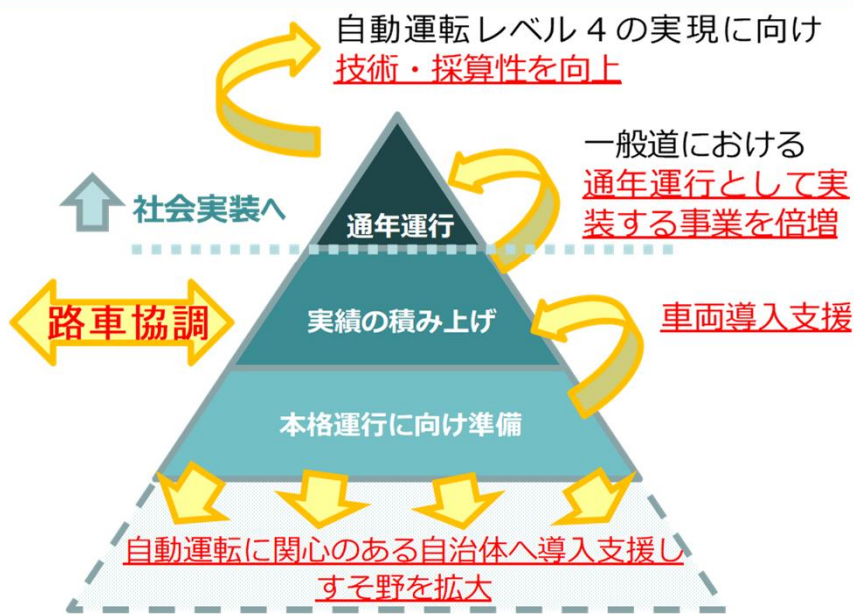 自動運転レベル４の実現に向け
技術・採算性を向上
一般道における
通年運行として実
装する事業を倍増
社会実装へ
通年運行
路車協調
実績の積み上げ
車両導入支援
本格運行に向け準備
自動運転に関心のある自治体へ導入支援し
すそ野を拡大